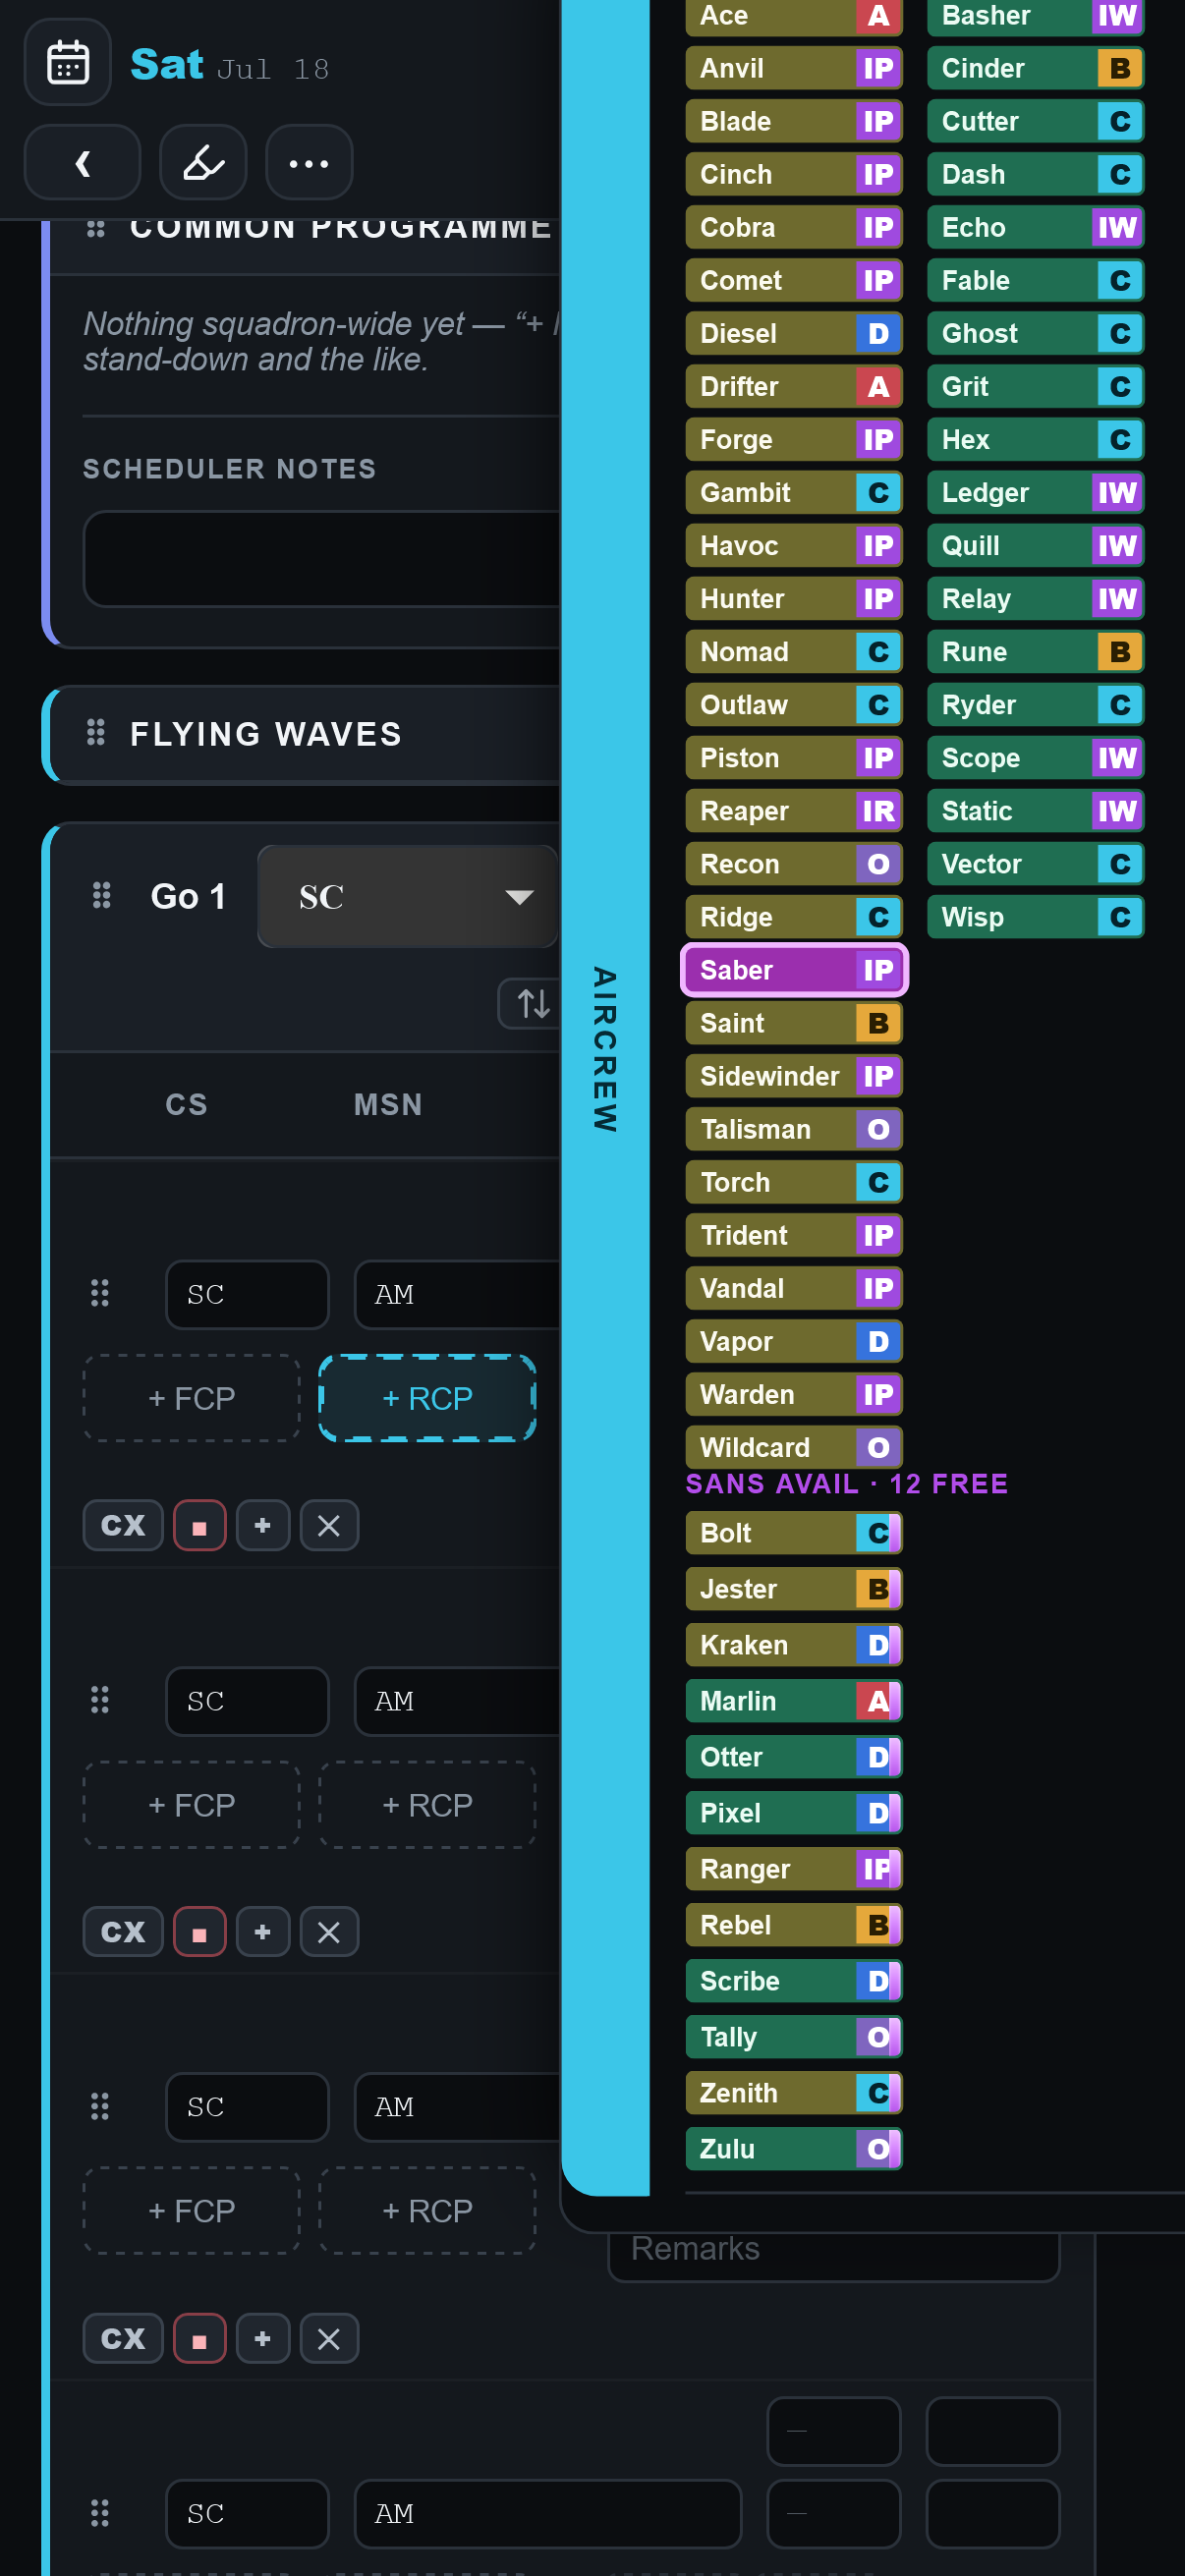 Sat Jul 18
COMMON PROGRAMME
Nothing squadron-wide yet — “+
stand-down and the like.
SCHEDULER NOTES
FLYING WAVES
Go 1 SC
CS MSN
SC AM
+ FCP + RCP
CX +
SC AM
+ FCP + RCP
CX +
SC AM
+ FCP + RCP
Remarks
CX +
—
SC AM —
AIRCREW
Ace A Basher IW
Anvil IP Cinder B
Blade IP Cutter C
Cinch IP Dash C
Cobra IP Echo IW
Comet IP Fable C
Diesel D Ghost C
Drifter A Grit C
Forge IP Hex C
Gambit C Ledger IW
Havoc IP Quill IW
Hunter IP Relay IW
Nomad C Rune B
Outlaw C Ryder C
Piston IP Scope IW
Reaper IR Static IW
Recon O Vector C
Ridge C Wisp C
Saber IP
Saint B
Sidewinder IP
Talisman O
Torch C
Trident IP
Vandal IP
Vapor D
Warden IP
Wildcard O
SANS AVAIL · 12 FREE
Bolt C
Jester B
Kraken D
Marlin A
Otter D
Pixel D
Ranger IP
Rebel B
Scribe D
Tally O
Zenith C
Zulu O